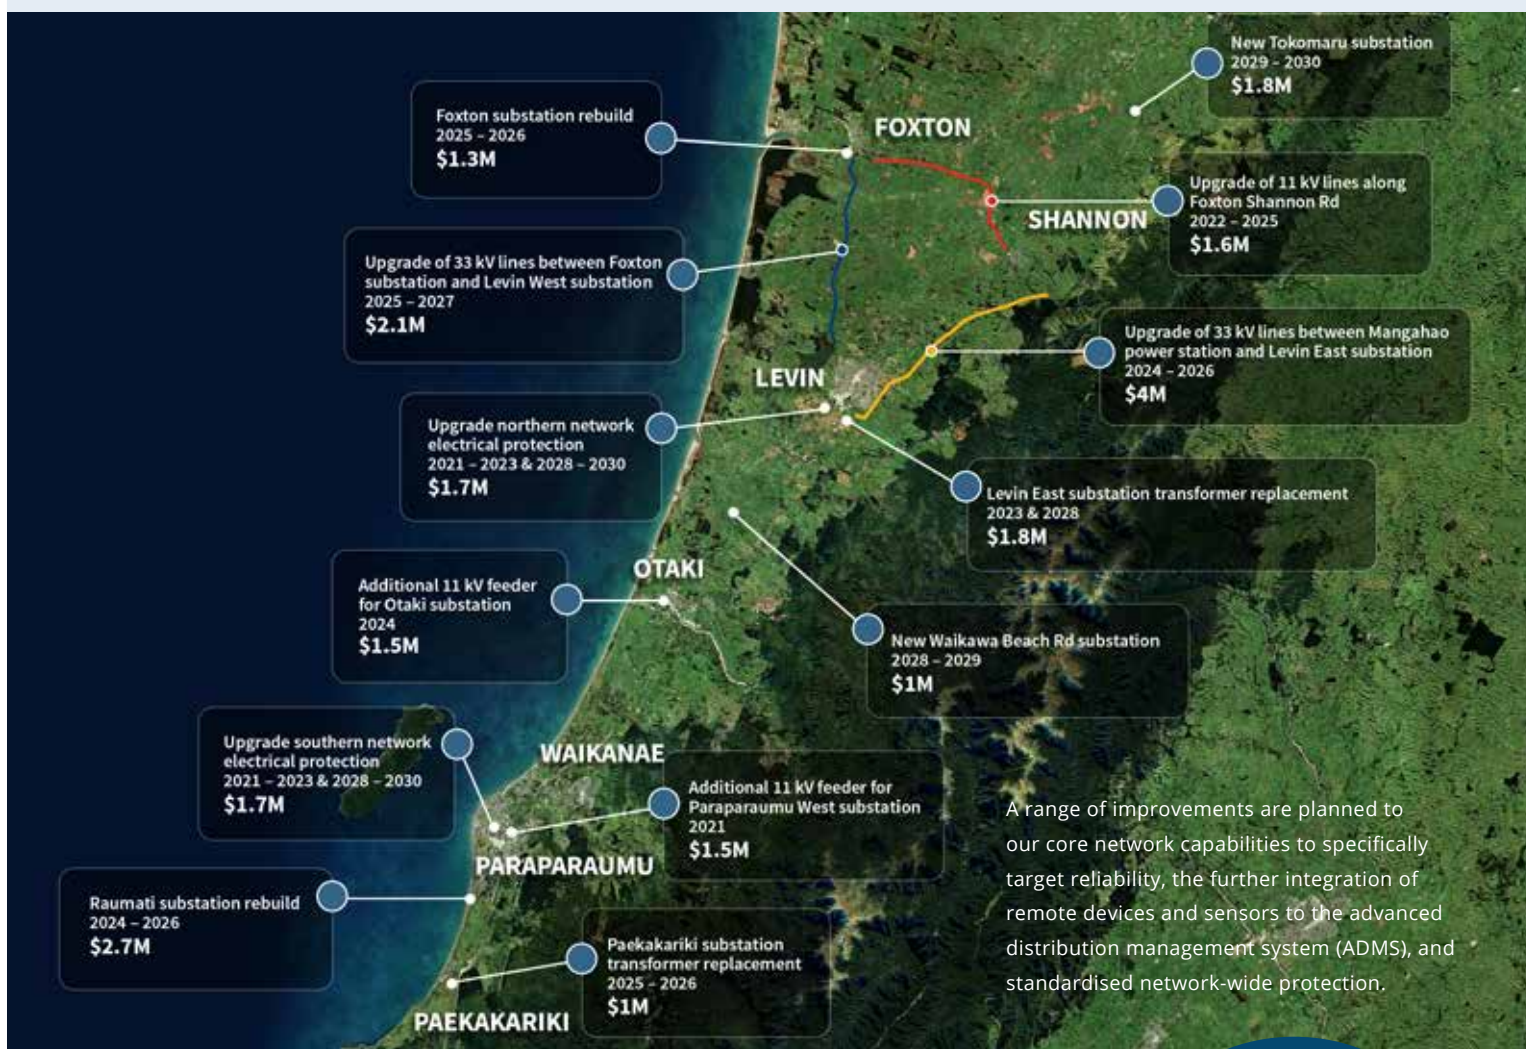 New Tokomaru substation
2029 – 2030
$1.8M
Foxton substation rebuild
2025 – 2026
$1.3M
FOXTON
Upgrade of 11 kV lines along
Foxton Shannon Rd
2022 – 2025
$1.6M
SHANNON
Upgrade of 33 kV lines between Foxton
substation and Levin West substation
2025 – 2027
$2.1M
Upgrade of 33 kV lines between Mangahao
power station and Levin East substation
2024 – 2026
$4M
LEVIN
Upgrade northern network
electrical protection
2021 – 2023 & 2028 – 2030
$1.7M
Levin East substation transformer replacement
2023 & 2028
$1.8M
OTAKI
Additional 11 kV feeder
for Otaki substation
2024
$1.5M
New Waikawa Beach Rd substation
2028 – 2029
$1M
Upgrade southern network
electrical protection
2021 – 2023 & 2028 – 2030
$1.7M
WAIKANAE
Additional 11 kV feeder for
Paraparaumu West substation
2021
$1.5M
PARAPARAUMU
Raumati substation rebuild
2024 – 2026
$2.7M
Paekakariki substation
transformer replacement
2025 – 2026
$1M
PAEKAKARIKI
A range of improvements are planned to
our core network capabilities to specifically
target reliability, the further integration of
remote devices and sensors to the advanced
distribution management system (ADMS), and
standardised network-wide protection.